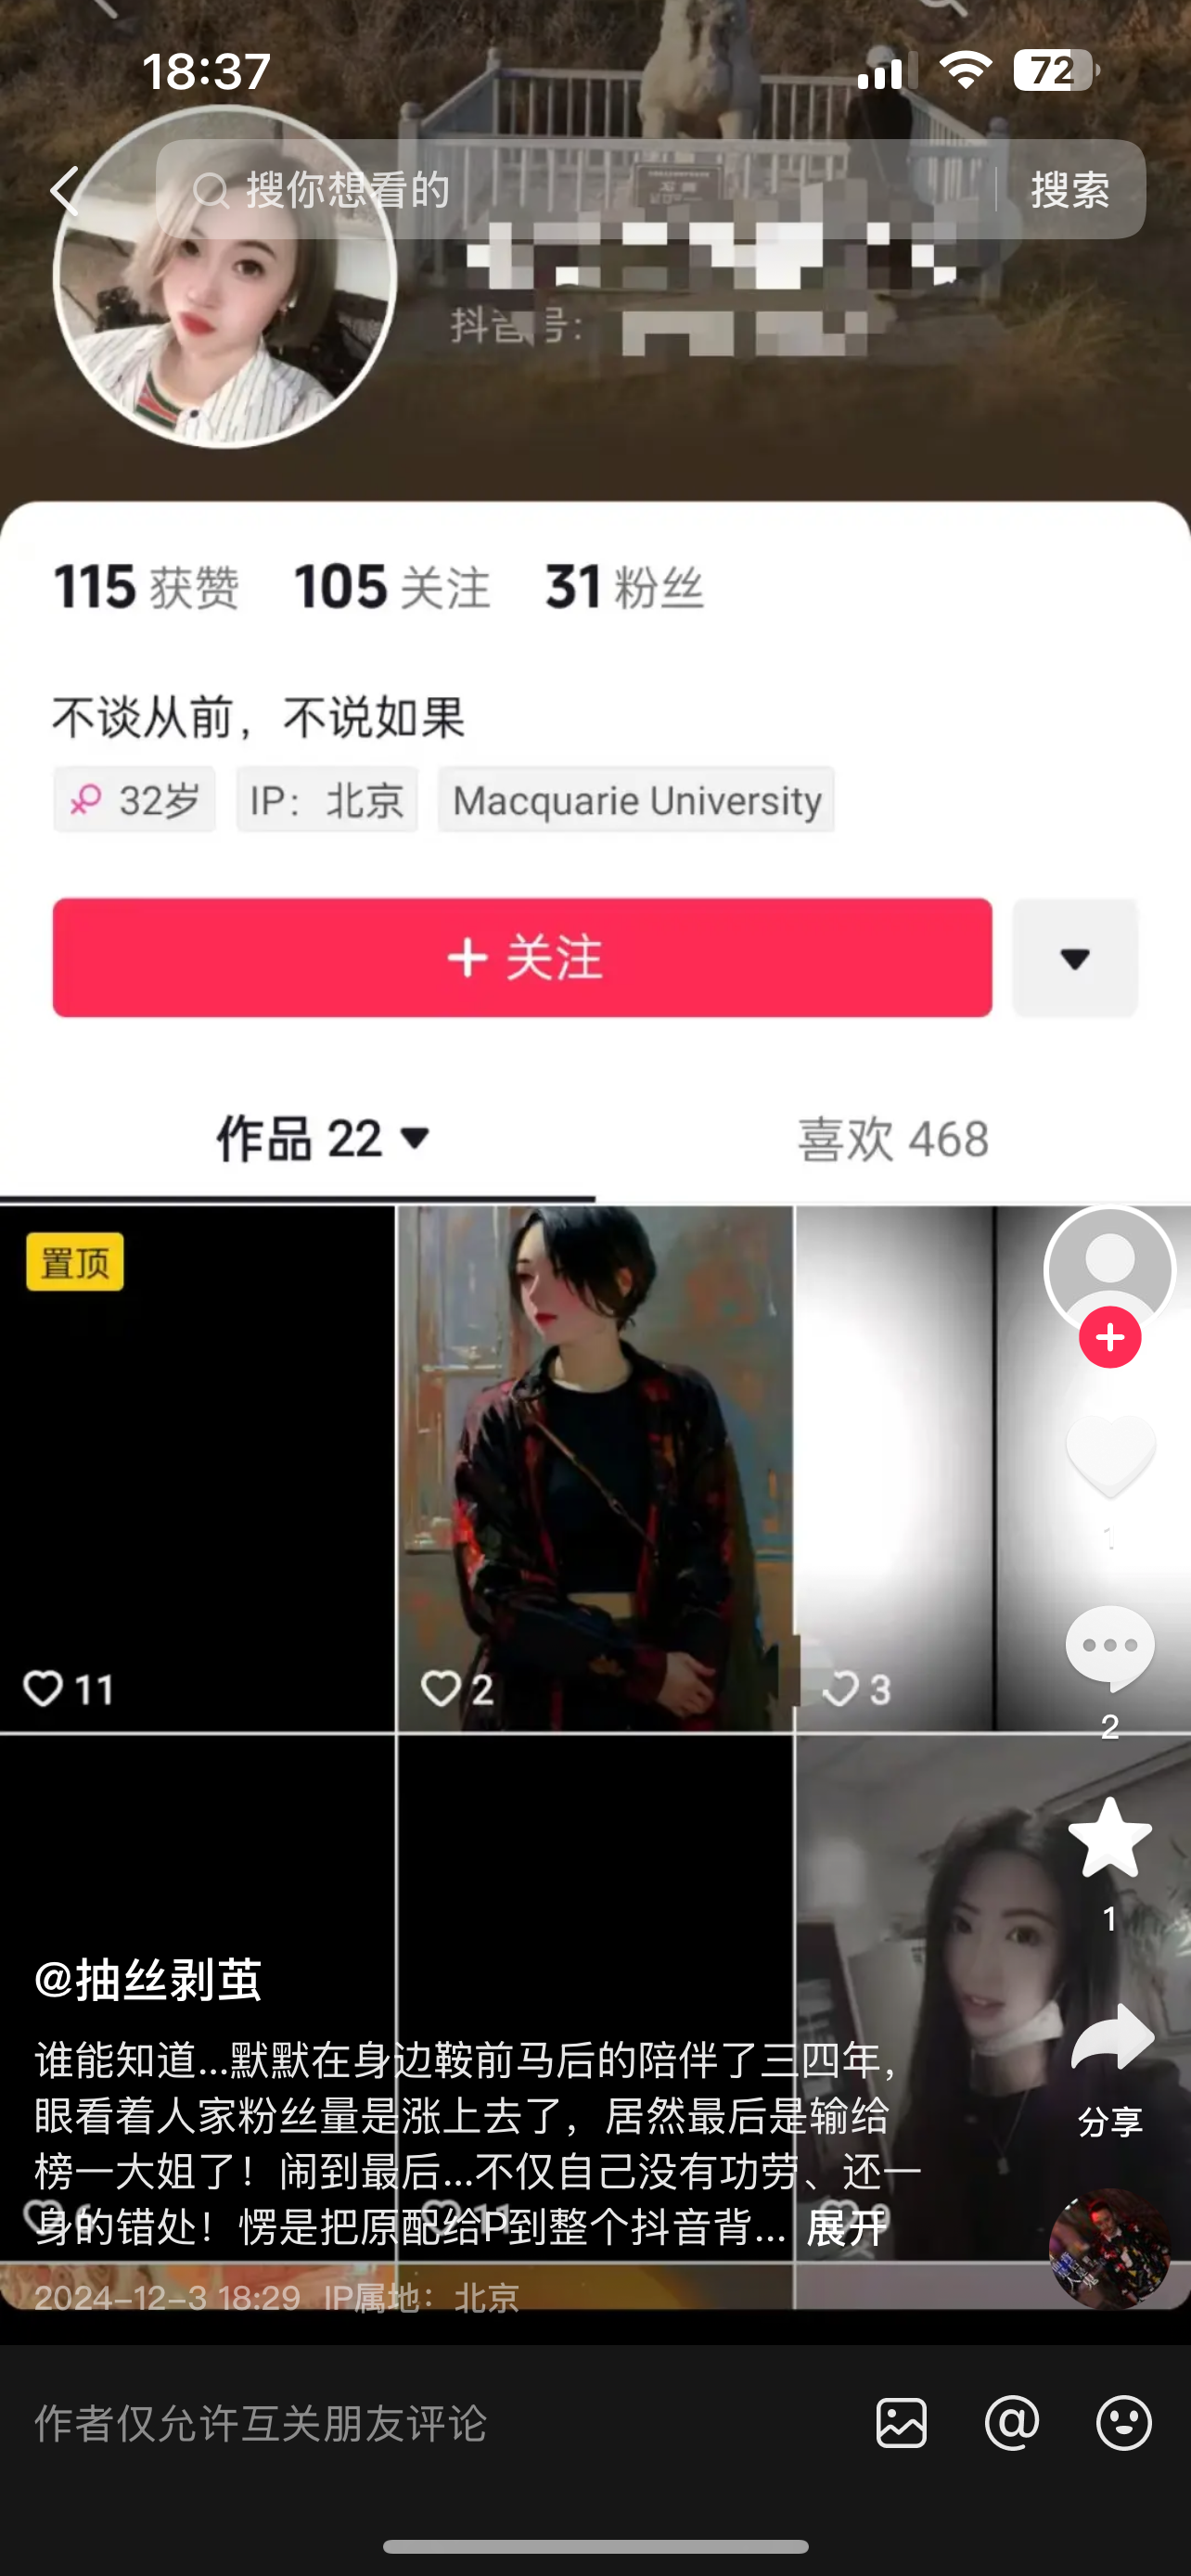 18:37
72
搜你想看的
搜索
抖音号：
115 获赞 105 关注 31 粉丝
不谈从前，不说如果
32岁 IP：北京 Macquarie University
+ 关注
作品 22 喜欢 468
置顶
11 2 3
2
1
@抽丝剥茧
谁能知道...默默在身边鞍前马后的陪伴了三四年，
眼看着人家粉丝量是涨上去了，居然最后是输给
榜一大姐了！闹到最后...不仅自己没有功劳、还一
身的错处！愣是把原配给P到整个抖音背... 展开
分享
2024-12-3 18:29 IP属地：北京
作者仅允许互关朋友评论